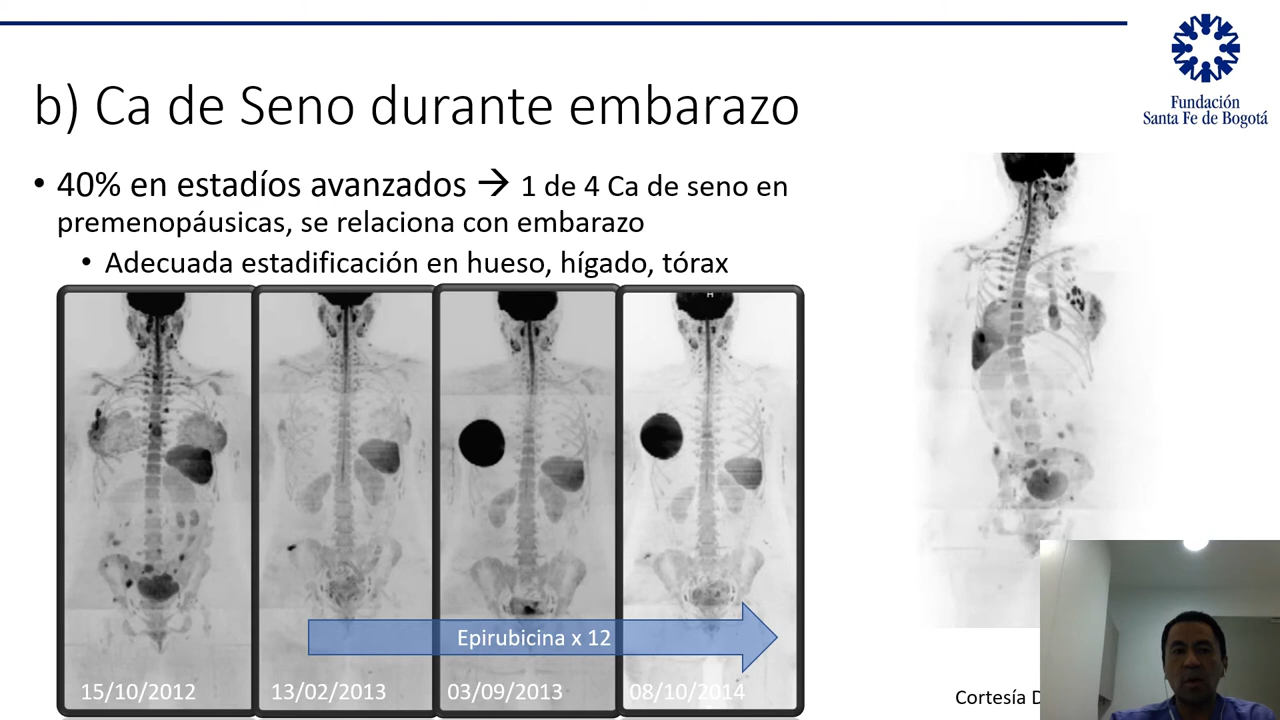 Fundación
Santa Fe de Bogotá
b) Ca de Seno durante embarazo
• 40% en estadíos avanzados → 1 de 4 Ca de seno en
premenopáusicas, se relaciona con embarazo
• Adecuada estadificación en hueso, hígado, tórax
H
Epirubicina x 12
15/10/2012
13/02/2013
03/09/2013
08/10/2014
Cortesía